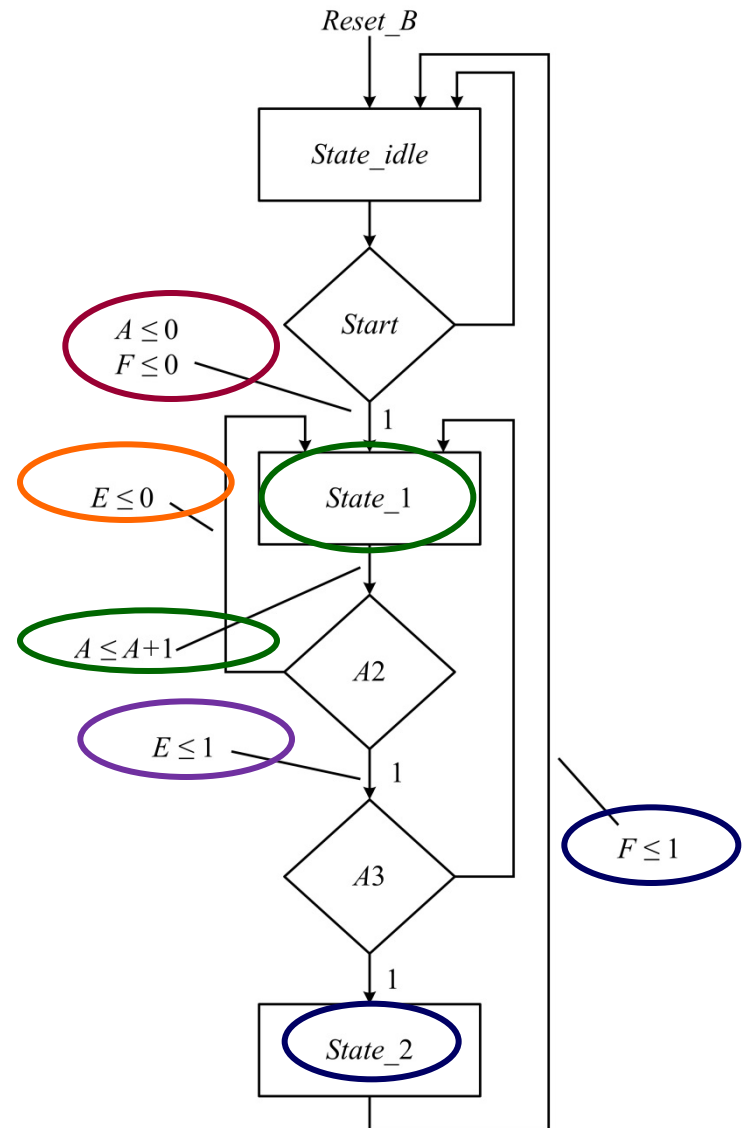 Reset_B
State_idle
Start
A ≤ 0
F ≤ 0
1
State_1
E ≤ 0
A ≤ A+1
A2
E ≤ 1
1
F ≤ 1
A3
1
State_2